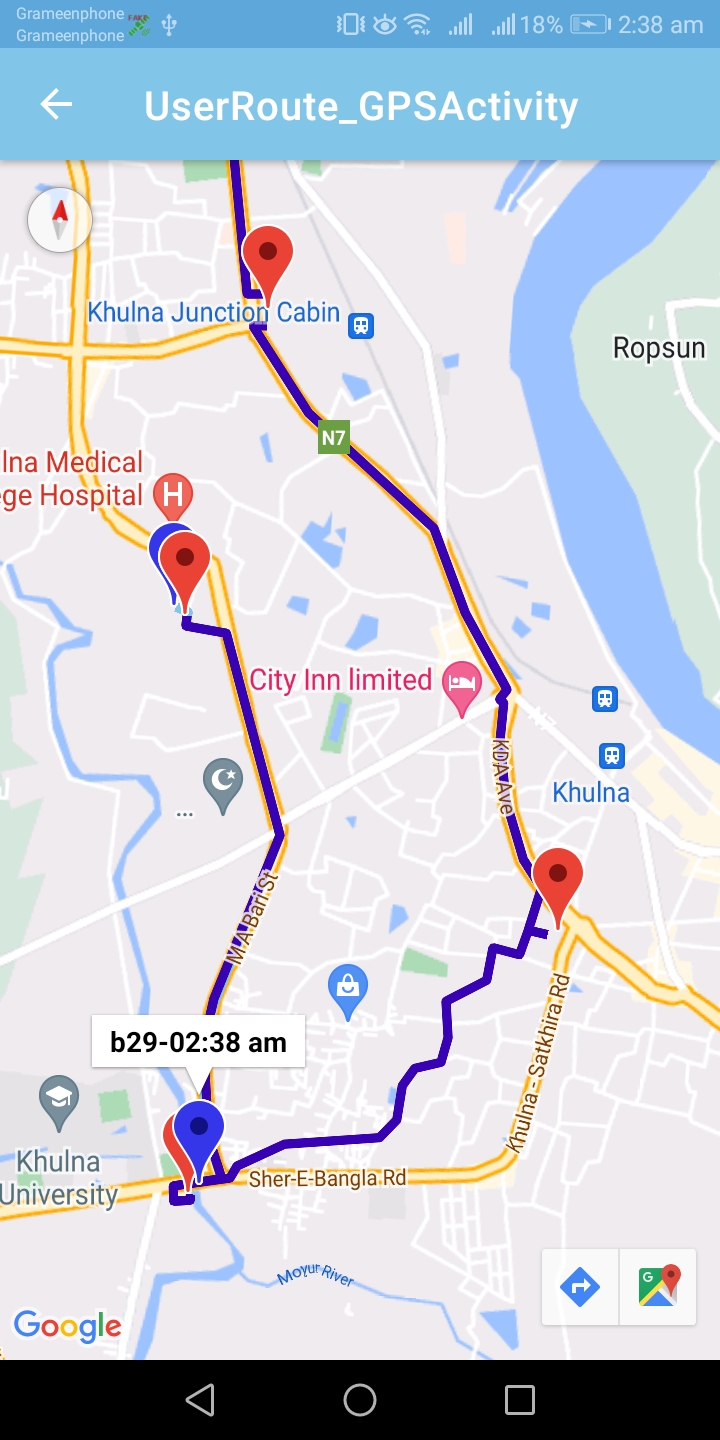 Grameenphone
Grameenphone
FAKE
18%
2:38 am
UserRoute_GPSActivity
Khulna Junction Cabin
Ropsun
N7
lna Medical
ege Hospital
H
City Inn limited
N7
KDA Ave
Khulna
...
M A Bari St
b29-02:38 am
Khulna - Satkhira Rd
Khulna
University
Sher-E-Bangla Rd
Moyur River
G
Google